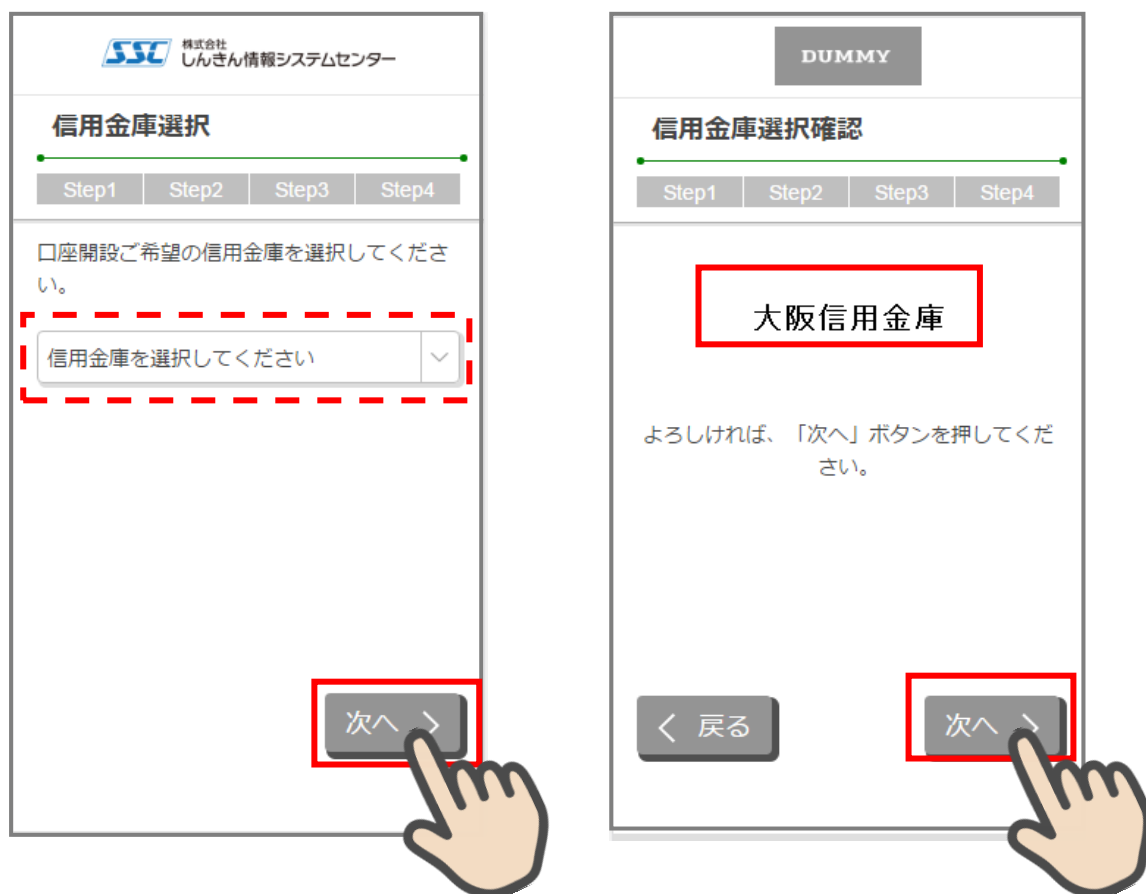 SSC 株式会社
しんきん情報システムセンター
信用金庫選択
Step1 Step2 Step3 Step4
口座開設ご希望の信用金庫を選択してくださ
い。
信用金庫を選択してください
次へ
DUMMY
信用金庫選択確認
Step1 Step2 Step3 Step4
大阪信用金庫
よろしければ、「次へ」ボタンを押してくだ
さい。
戻る 次へ